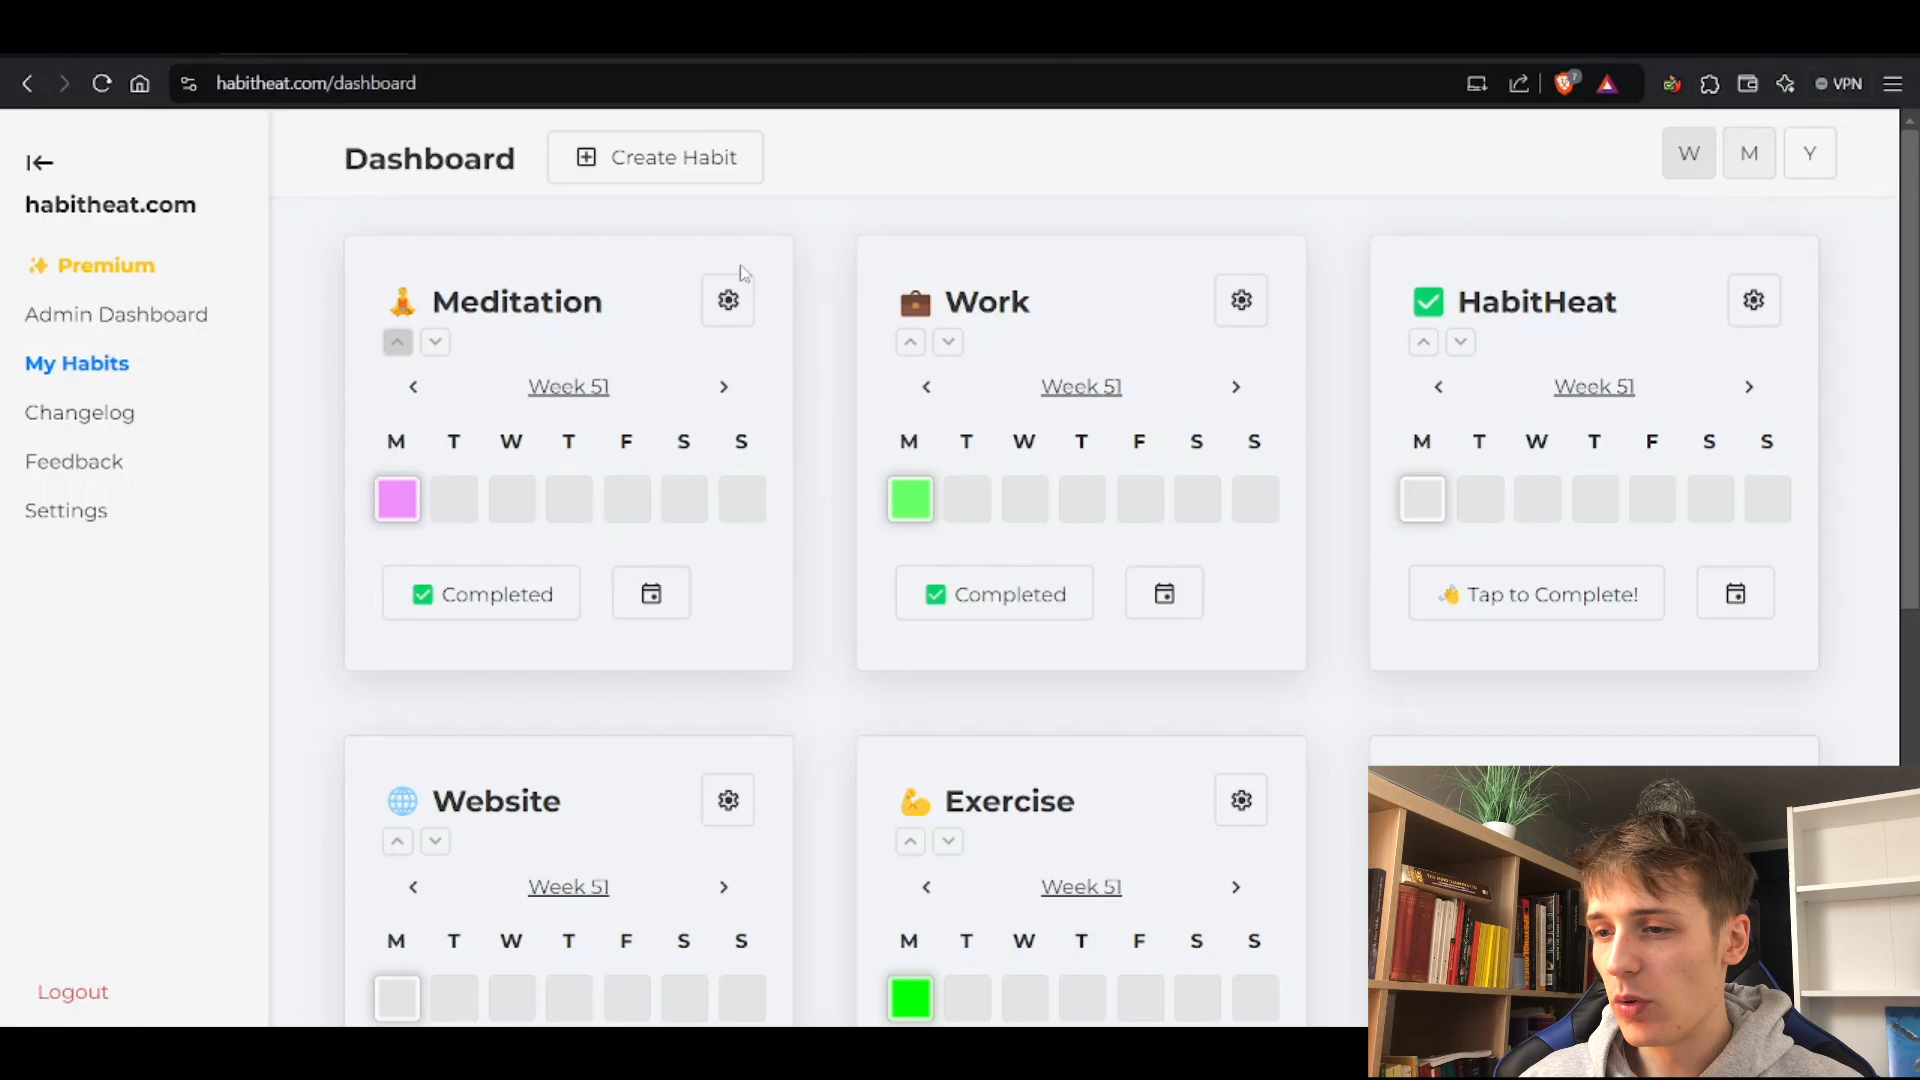 habitheat.com/dashboard
VPN
habitheat.com
Premium
Admin Dashboard
My Habits
Changelog
Feedback
Settings
Logout
Dashboard
Create Habit
W M Y
Meditation
Week 51
M T W T F S S
Completed
Work
Week 51
M T W T F S S
Completed
HabitHeat
Week 51
M T W T F S S
Tap to Complete!
Website
Week 51
M T W T F S S
Exercise
Week 51
M T W T F S S